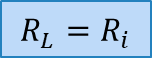 R_L = R_i